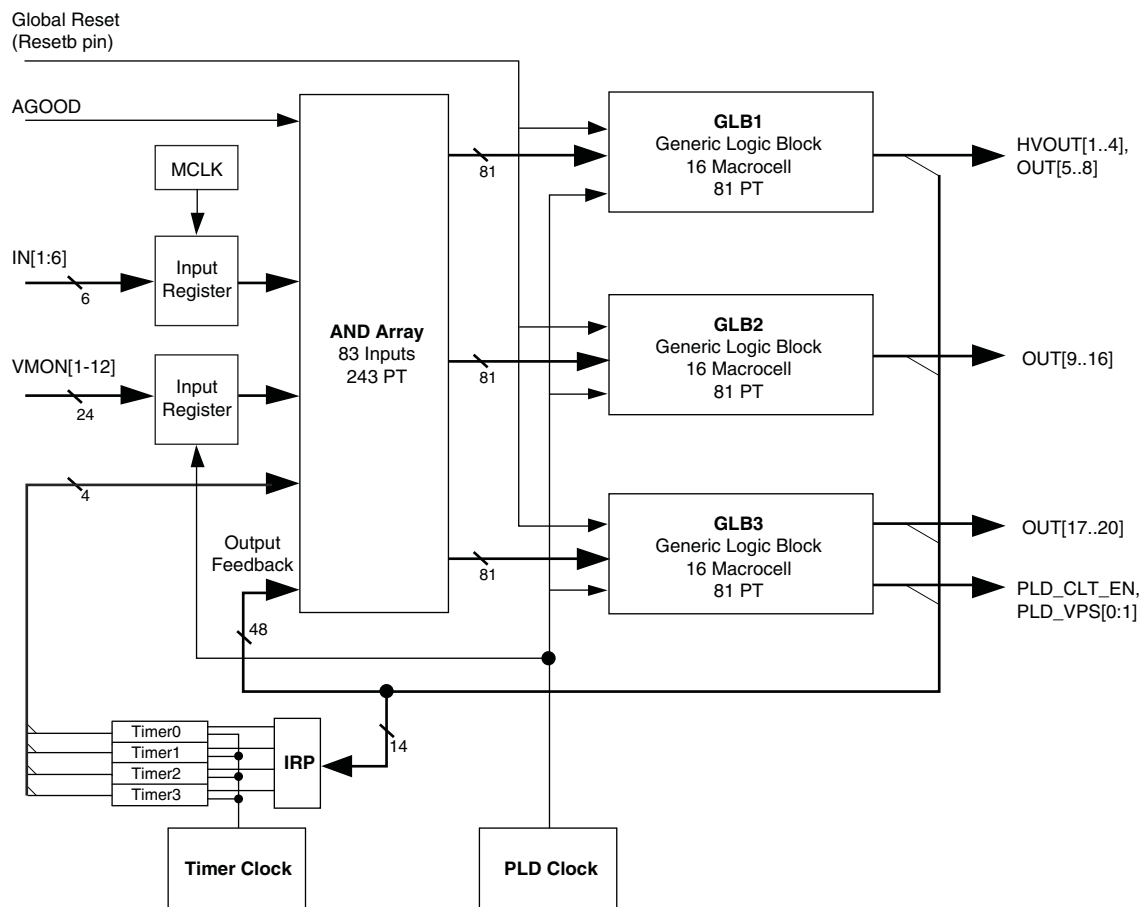 Global Reset
(Resetb pin)
AGOOD
MCLK
IN[1:6]
6
Input
Register
VMON[1-12]
24
Input
Register
4
Output
Feedback
48
AND Array
83 Inputs
243 PT
81
81
81
GLB1
Generic Logic Block
16 Macrocell
81 PT
HVOUT[1..4],
OUT[5..8]
GLB2
Generic Logic Block
16 Macrocell
81 PT
OUT[9..16]
GLB3
Generic Logic Block
16 Macrocell
81 PT
OUT[17..20]
PLD_CLT_EN,
PLD_VPS[0:1]
14
Timer0
Timer1
Timer2
Timer3
IRP
Timer Clock
PLD Clock